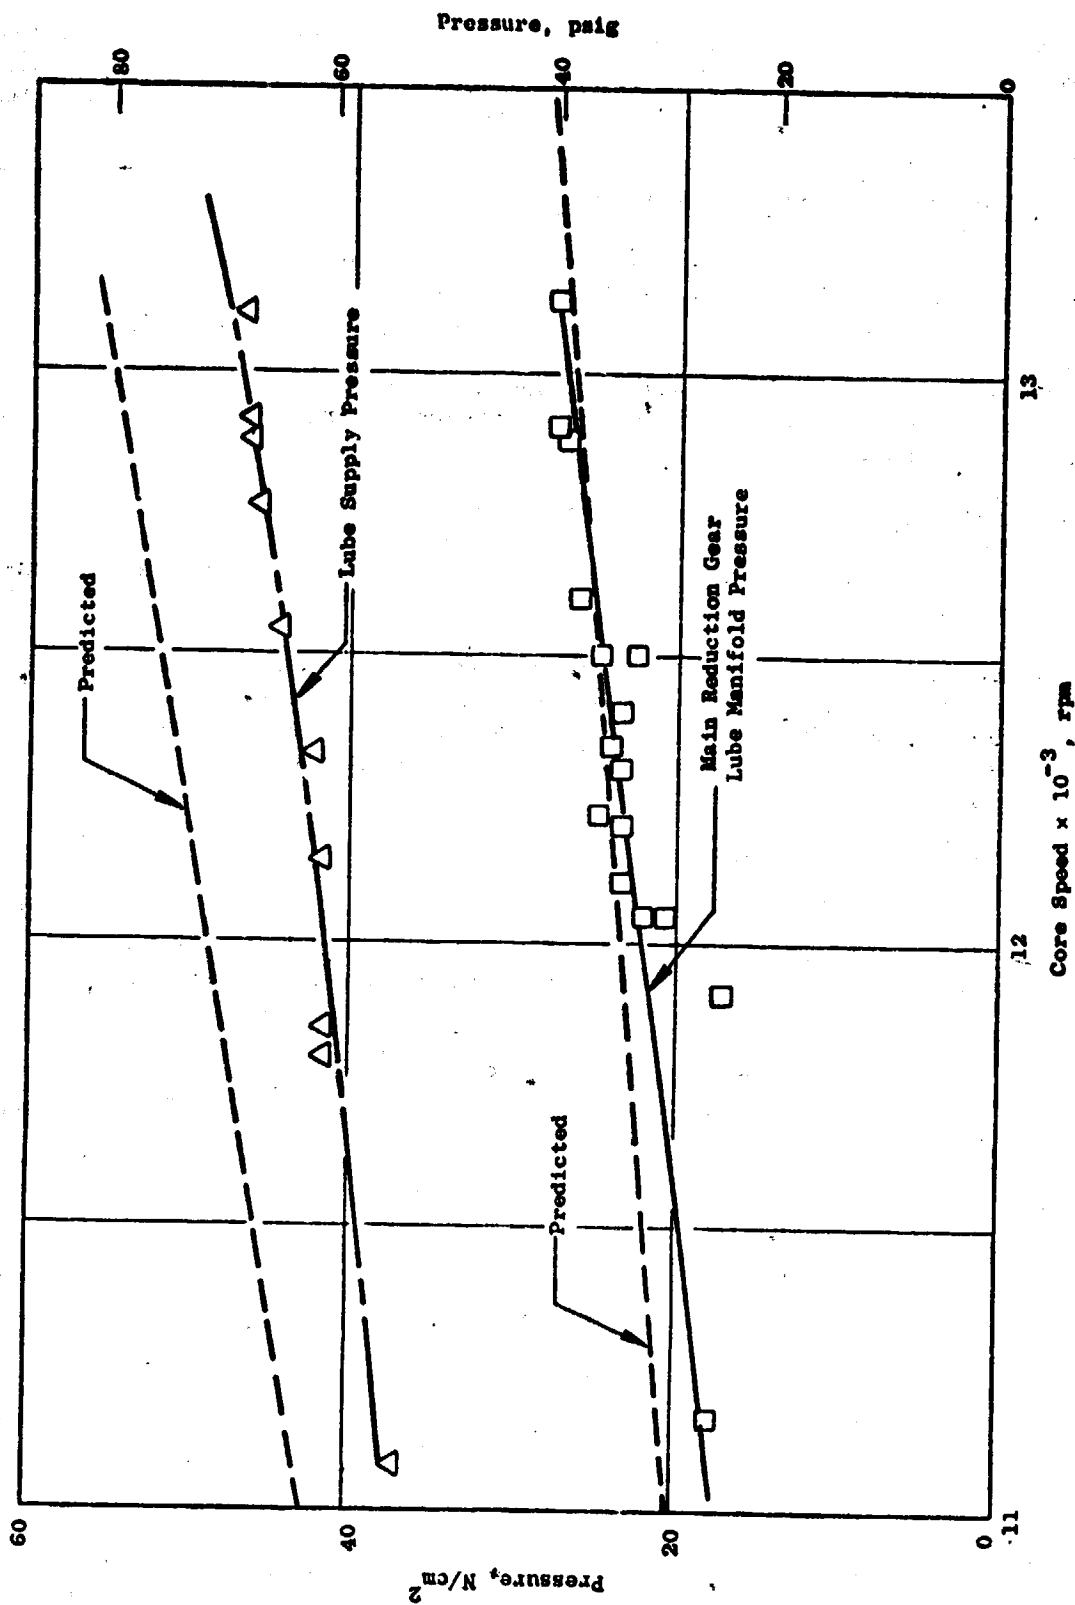 Pressure, N/cm2
60
40
20
0
Pressure, psig
80
60
40
20
0
Predicted
Lube Supply Pressure
Predicted
Main Reduction Gear
Lube Manifold Pressure
11
12
13
Core Speed x 10-3, rpm